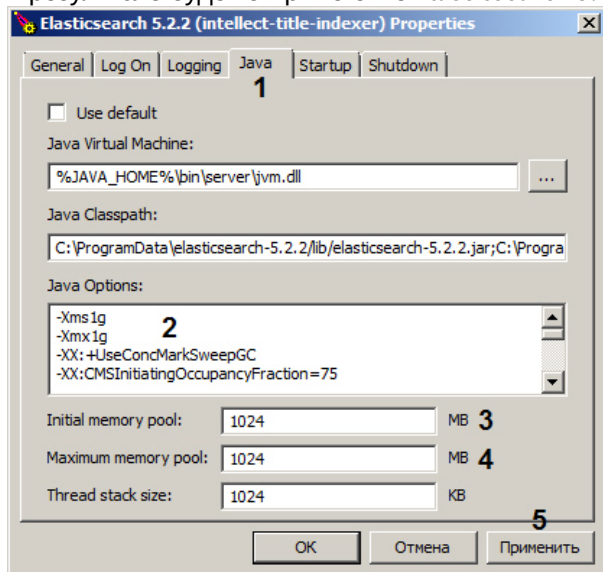 Elasticsearch 5.2.2 (intellect-title-indexer) Properties
General Log On Logging Java Startup Shutdown
1
Use default
Java Virtual Machine:
%JAVA_HOME%\bin\server\jvm.dll ...
Java Classpath:
C:\ProgramData\elasticsearch-5.2.2/lib/elasticsearch-5.2.2.jar;C:\Progra
Java Options:
-Xms1g
-Xmx1g 2
-XX:+UseConcMarkSweepGC
-XX:CMSInitiatingOccupancyFraction=75
Initial memory pool: 1024 MB 3
Maximum memory pool: 1024 MB 4
Thread stack size: 1024 KB
5
OK Отмена Применить